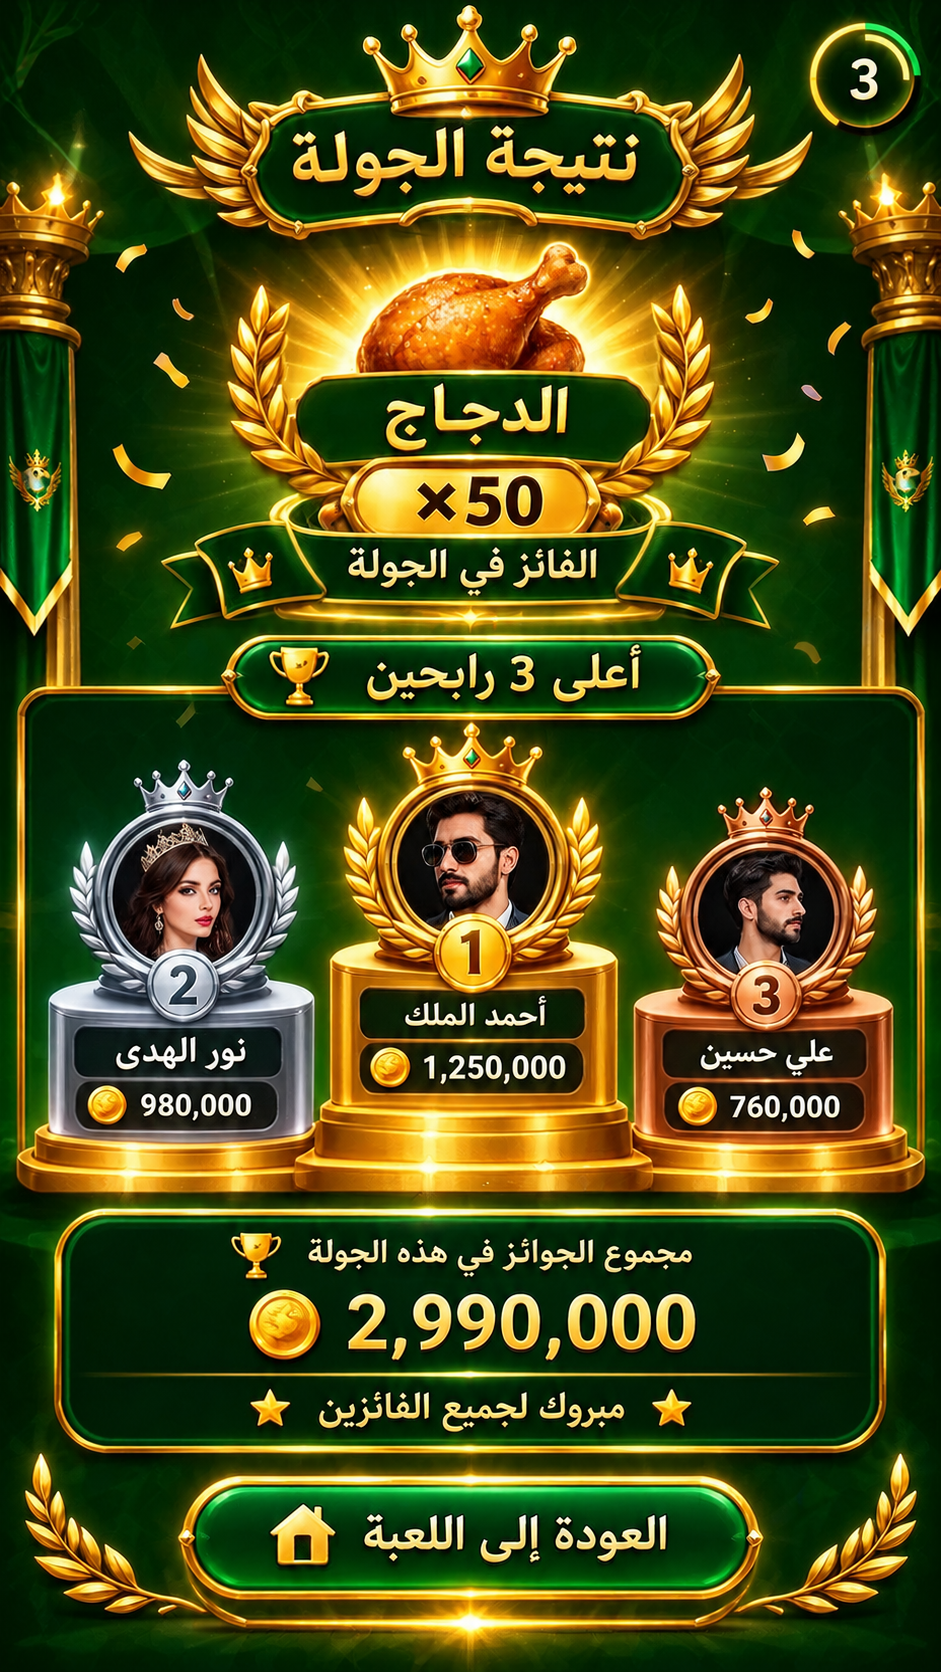 3
نتيجة الجولة
الدجاج
×50
الفائز في الجولة
أعلى 3 رابحين
1
أحمد الملك
1,250,000
2
نور الهدى
980,000
3
علي حسين
760,000
مجموع الجوائز في هذه الجولة
2,990,000
مبروك لجميع الفائزين
العودة إلى اللعبة